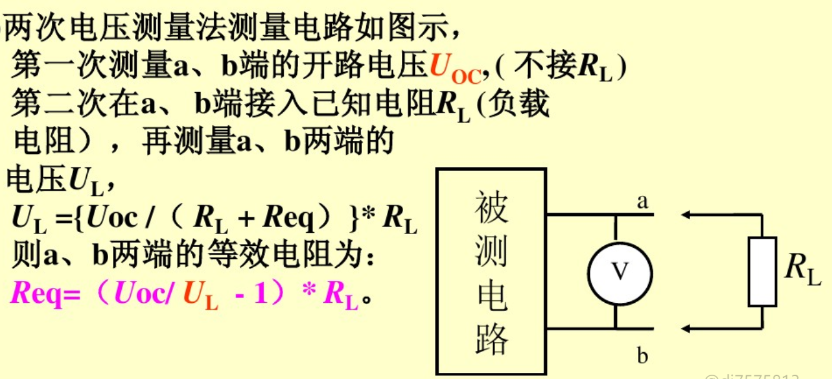 两次电压测量法测量电路如图示，
第一次测量a、b端的开路电压UOC,( 不接RL)
第二次在a、 b端接入已知电阻RL(负载
电阻），再测量a、b两端的
电压UL，
UL ={Uoc /（ RL + Req）}* RL
则a、b两端的等效电阻为：
Req=（Uoc/ UL - 1）* RL。
被测电路
a
V
RL
b